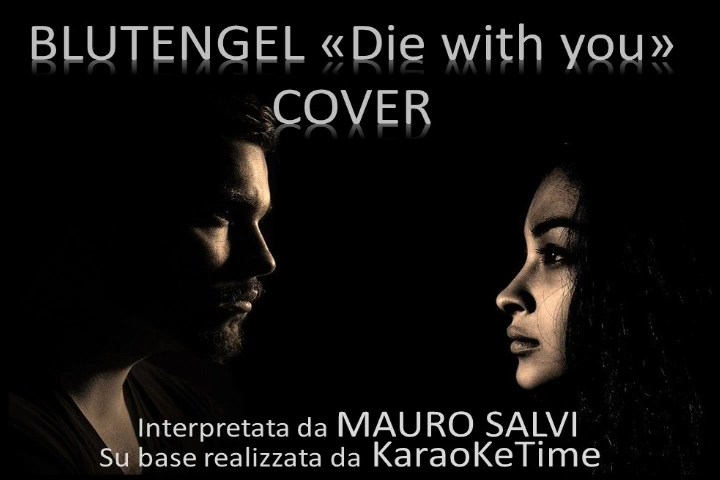 BLUTENGEL «Die with you»
COVER
Interpretata da MAURO SALVI
Su base realizzata da KaraoKeTime